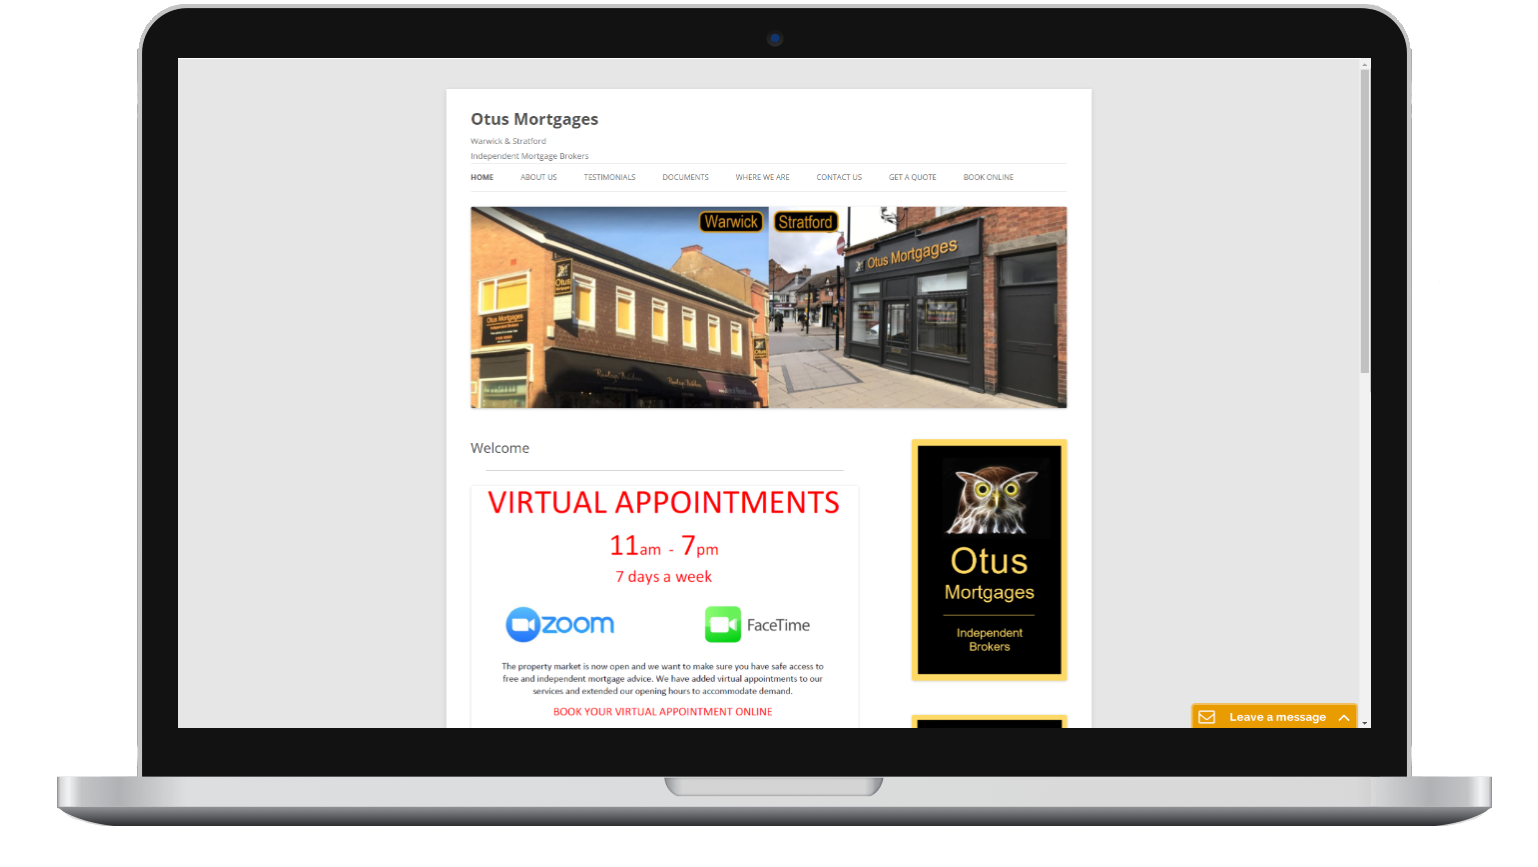 Otus Mortgages
Warwick & Stratford
Independent Mortgage Brokers
HOME ABOUT US TESTIMONIALS DOCUMENTS WHERE WE ARE CONTACT US GET A QUOTE BOOK ONLINE
Warwick Stratford
Otus Mortgages
Otus
Otus Mortgages
Welcome
VIRTUAL APPOINTMENTS
11am - 7pm
7 days a week
zoom FaceTime
The property market is now open and we want to make sure you have safe access to
free and independent mortgage advice. We have added virtual appointments to our
services and extended our opening hours to accommodate demand.
BOOK YOUR VIRTUAL APPOINTMENT ONLINE
Otus
Mortgages
Independent
Brokers
Leave a message